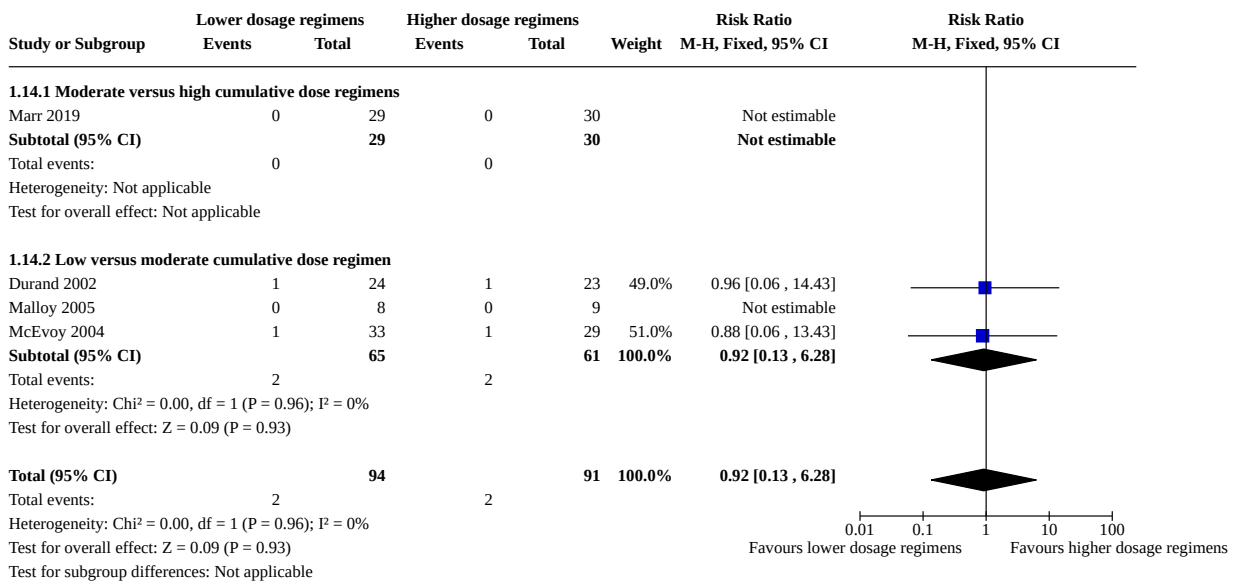 Lower dosage regimens Higher dosage regimens Risk Ratio Risk Ratio
Study or Subgroup Events Total Events Total Weight M-H, Fixed, 95% CI M-H, Fixed, 95% CI
1.14.1 Moderate versus high cumulative dose regimens
Marr 2019 0 29 0 30 Not estimable
Subtotal (95% CI) 29 30 Not estimable
Total events: 0 0
Heterogeneity: Not applicable
Test for overall effect: Not applicable
1.14.2 Low versus moderate cumulative dose regimen
Durand 2002 1 24 1 23 49.0% 0.96 [0.06 , 14.43]
Malloy 2005 0 8 0 9 Not estimable
McEvoy 2004 1 33 1 29 51.0% 0.88 [0.06 , 13.43]
Subtotal (95% CI) 65 61 100.0% 0.92 [0.13 , 6.28]
Total events: 2 2
Heterogeneity: Chi² = 0.00, df = 1 (P = 0.96); I² = 0%
Test for overall effect: Z = 0.09 (P = 0.93)
Total (95% CI) 94 91 100.0% 0.92 [0.13 , 6.28]
Total events: 2 2
Heterogeneity: Chi² = 0.00, df = 1 (P = 0.96); I² = 0%
0.01 0.1 1 10 100
Test for overall effect: Z = 0.09 (P = 0.93) Favours lower dosage regimens Favours higher dosage regimens
Test for subgroup differences: Not applicable